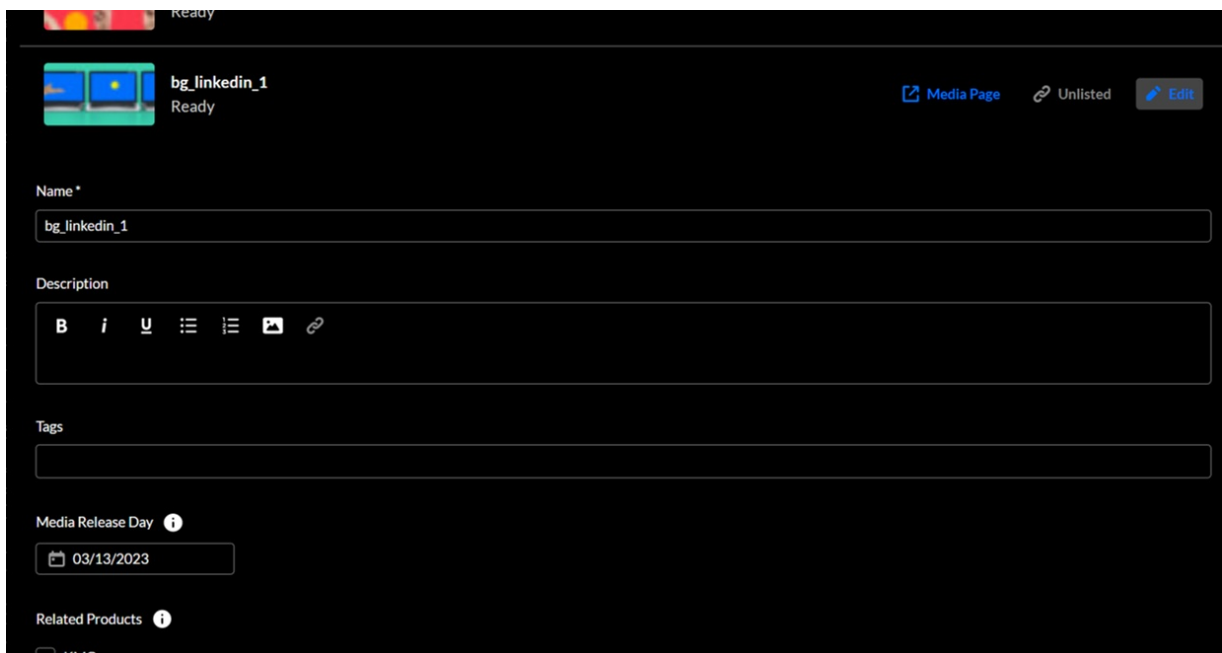 Ready
bg_linkedin_1
Ready
Media Page
Unlisted
Edit
Name*
bg_linkedin_1
Description
B i U
Tags
Media Release Day
03/13/2023
Related Products